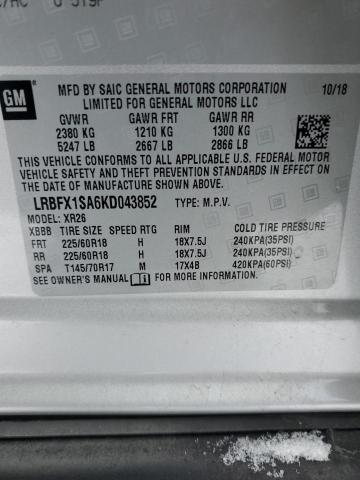 GM
MFD BY SAIC GENERAL MOTORS CORPORATION 10/18
LIMITED FOR GENERAL MOTORS LLC
GVWR GAWR FRT GAWR RR
2380 KG 1210 KG 1300 KG
5247 LB 2667 LB 2866 LB
THIS VEHICLE CONFORMS TO ALL APPLICABLE U.S. FEDERAL MOTOR
VEHICLE SAFETY AND THEFT PREVENTION STANDARDS IN EFFECT ON
THE DATE OF MANUFACTURE SHOWN ABOVE.
LRBFX1SA6KD043852 TYPE: M.P.V.
MODEL: XR26
XBBB TIRE SIZE SPEED RTG RIM COLD TIRE PRESSURE
FRT 225/60R18 H 18X7.5J 240KPA(35PSI)
RR 225/60R18 H 18X7.5J 240KPA(35PSI)
SPA T145/70R17 M 17X4B 420KPA(60PSI)
SEE OWNER'S MANUAL FOR MORE INFORMATION.